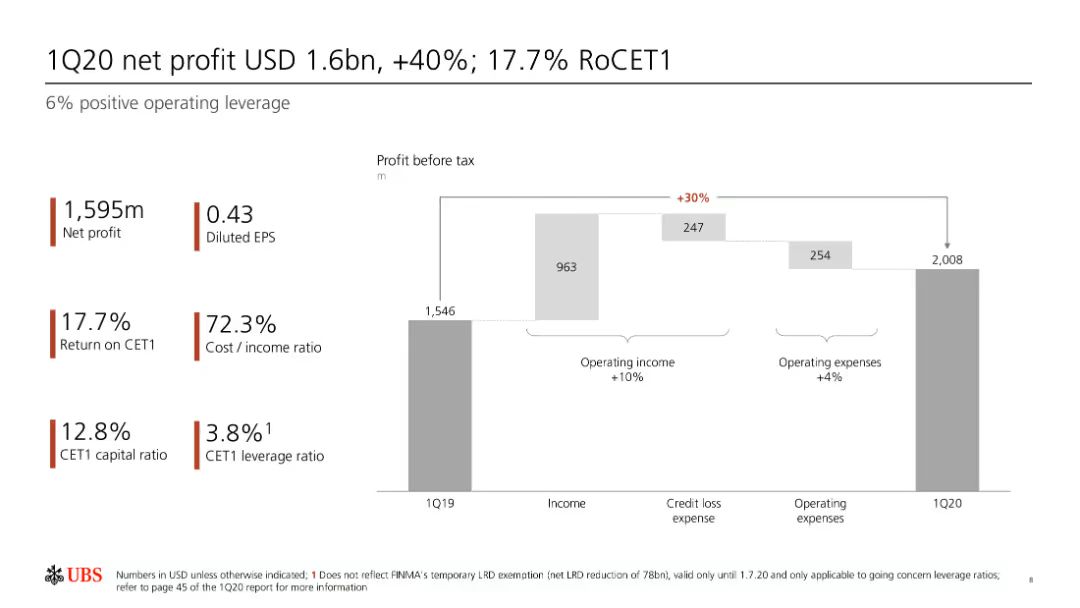 1Q20 net profit USD 1.6bn, +40%; 17.7% RoCET1
6% positive operating leverage
1,595m
Net profit
0.43
Diluted EPS
17.7%
Return on CET1
72.3%
Cost / income ratio
12.8%
CET1 capital ratio
3.8%1
CET1 leverage ratio
Profit before tax
m
+30%
1,546
963
247
254
2,008
Operating income
+10%
Operating expenses
+4%
1Q19
Income
Credit loss
expense
Operating
expenses
1Q20
UBS
Numbers in USD unless otherwise indicated; 1 Does not reflect FINMA's temporary LRD exemption (net LRD reduction of 78bn), valid only until 1.7.20 and only applicable to going concern leverage ratios;
refer to page 45 of the 1Q20 report for more information
8